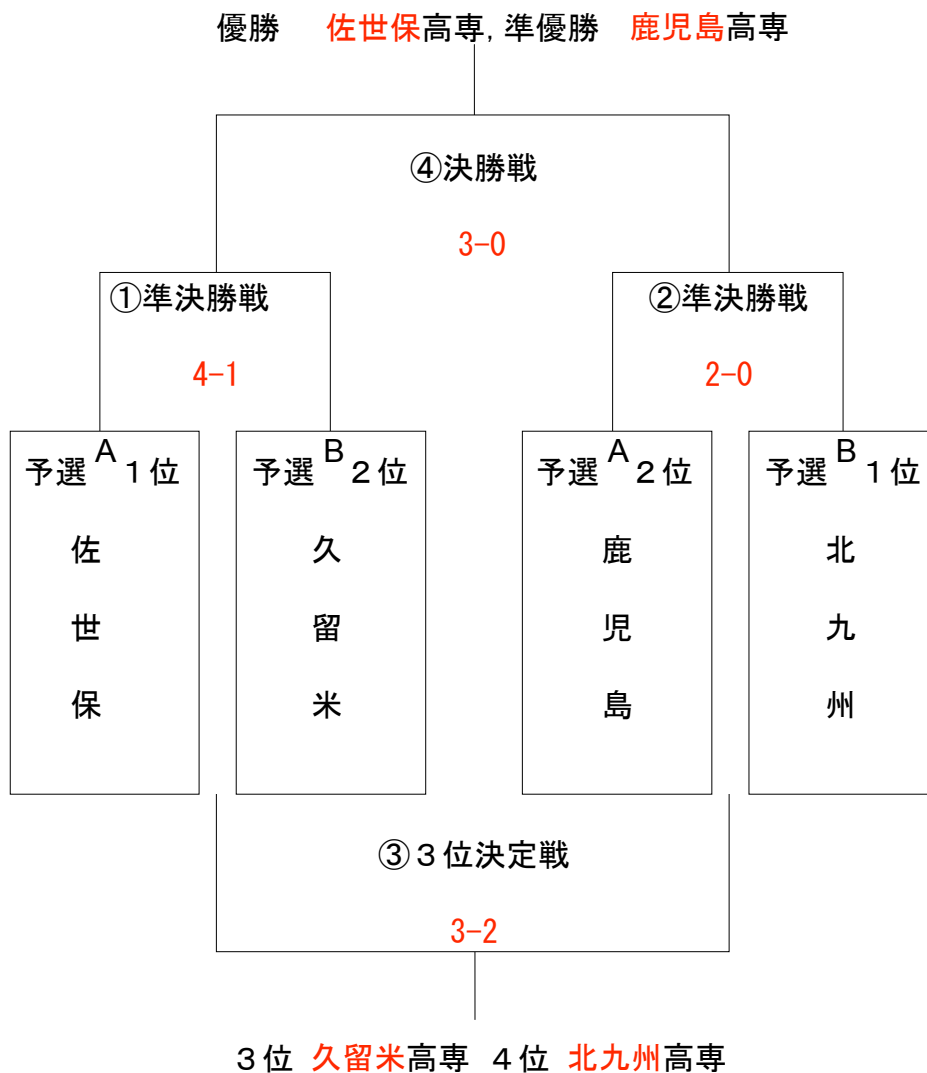 優勝　佐世保高専, 準優勝　鹿児島高専
④決勝戦
3-0
①準決勝戦
②準決勝戦
4-1
2-0
予選A１位
佐世保
予選B２位
久留米
予選A２位
鹿児島
予選B１位
北九州
③３位決定戦
3-2
３位 久留米高専 ４位 北九州高専